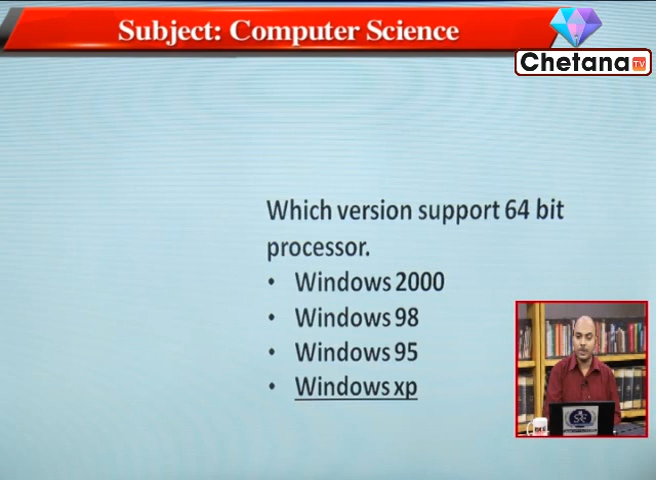 Subject: Computer Science
Chetana TV
Which version support 64 bit
processor.
• Windows 2000
• Windows 98
• Windows 95
• Windows xp